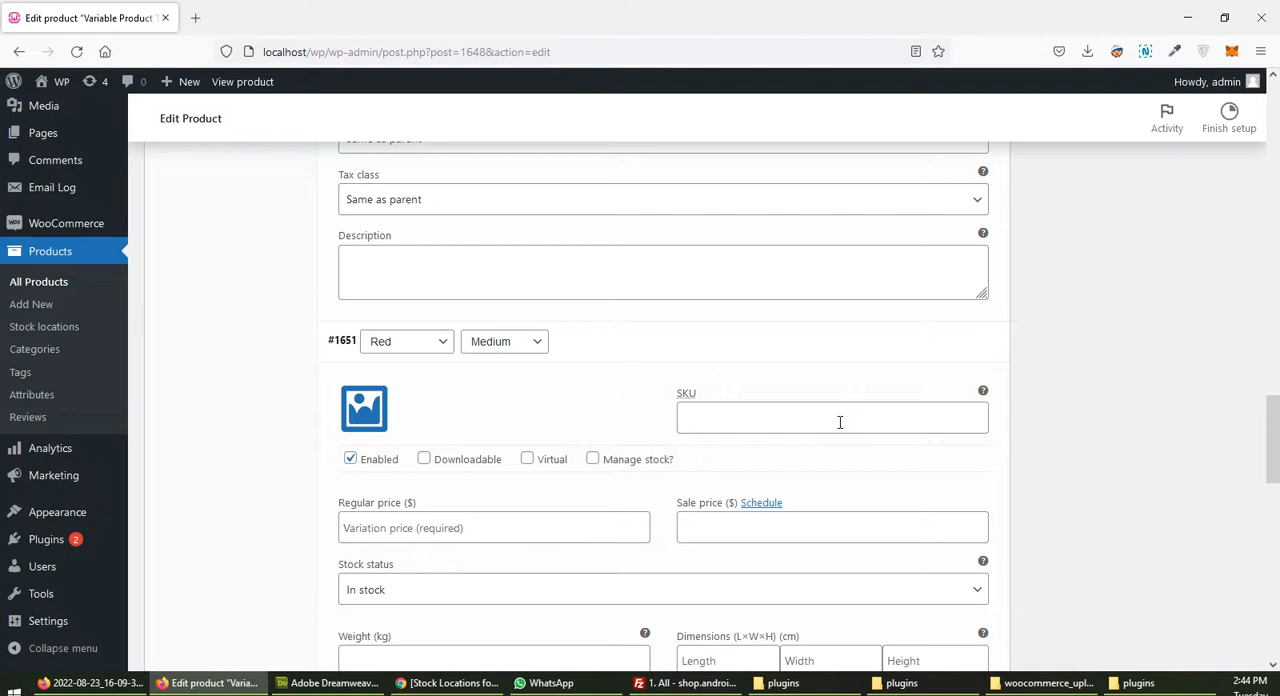 Edit product "Variable Product T
localhost/wp/wp-admin/post.php?post=1648&action=edit
WP 4 0 New View product
Howdy, admin
Media
Pages
Comments
Email Log
WooCommerce
Products
All Products
Add New
Stock locations
Categories
Tags
Attributes
Reviews
Analytics
Marketing
Appearance
Plugins 2
Users
Tools
Settings
Collapse menu
Edit Product
Activity
Finish setup
Same as parent
Tax class
Same as parent
Description
#1651 Red Medium
SKU
Enabled Downloadable Virtual Manage stock?
Regular price ($)
Sale price ($) Schedule
Variation price (required)
Stock status
In stock
Weight (kg)
Dimensions (L×W×H) (cm)
Length Width Height
2022-08-23_16-09-3... Edit product "Varia... Adobe Dreamweav... [Stock Locations fo... WhatsApp 1. All - shop.androi... plugins plugins woocommerce_upl... plugins
2:44 PM
Tuesday